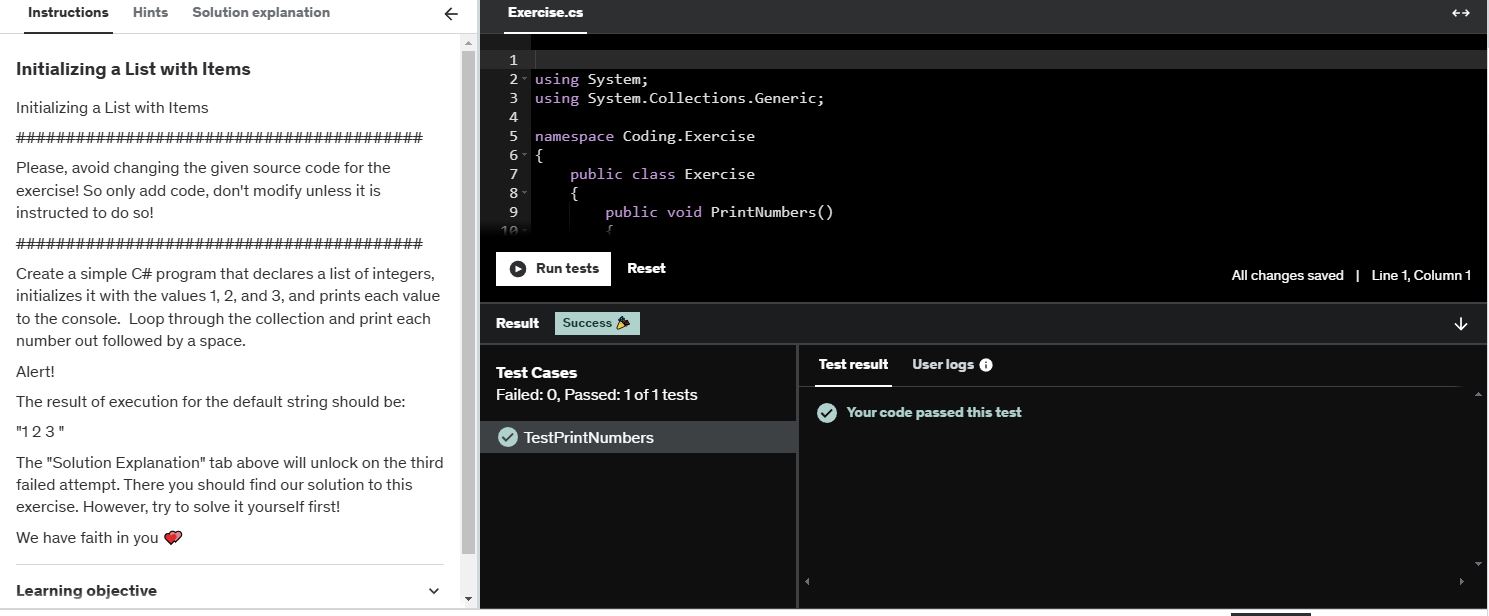 Instructions Hints Solution explanation
Exercise.cs
Initializing a List with Items
Initializing a List with Items
#########################################
Please, avoid changing the given source code for the
exercise! So only add code, don't modify unless it is
instructed to do so!
#########################################
Create a simple C# program that declares a list of integers,
initializes it with the values 1, 2, and 3, and prints each value
to the console.  Loop through the collection and print each
number out followed by a space.
Alert!
The result of execution for the default string should be:
"1 2 3 "
The "Solution Explanation" tab above will unlock on the third
failed attempt. There you should find our solution to this
exercise. However, try to solve it yourself first!
We have faith in you 💕
Learning objective
1
2 using System;
3 using System.Collections.Generic;
4
5 namespace Coding.Exercise
6 {
7 public class Exercise
8 {
9 public void PrintNumbers()
10 {
Run tests Reset
All changes saved | Line 1, Column 1
Result Success 🎉
Test Cases
Failed: 0, Passed: 1 of 1 tests
TestPrintNumbers
Test result User logs
Your code passed this test